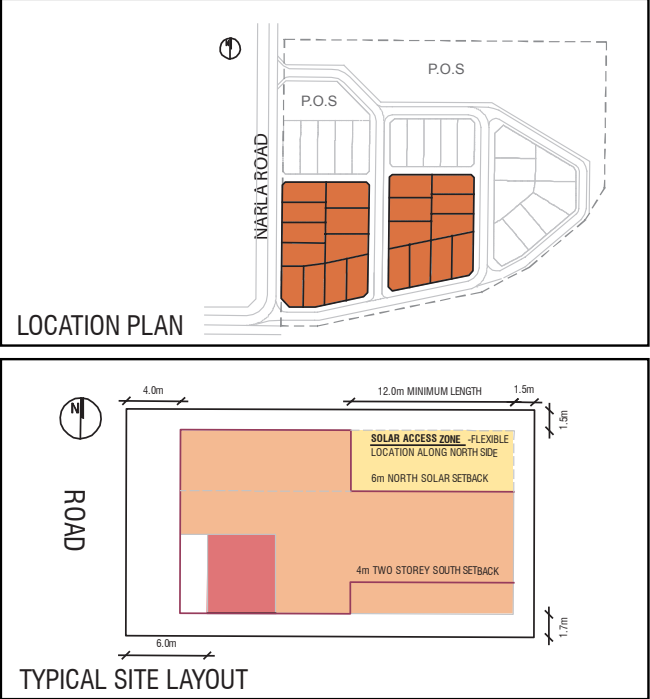 N
P.O.S
P.O.S
NARLA ROAD
LOCATION PLAN
4.0m
12.0m MINIMUM LENGTH
1.5m
N
1.5m
SOLAR ACCESS ZONE -FLEXIBLE
LOCATION ALONG NORTH SIDE
6m NORTH SOLAR SETBACK
ROAD
4m TWO STOREY SOUTH SETBACK
1.7m
6.0m
TYPICAL SITE LAYOUT